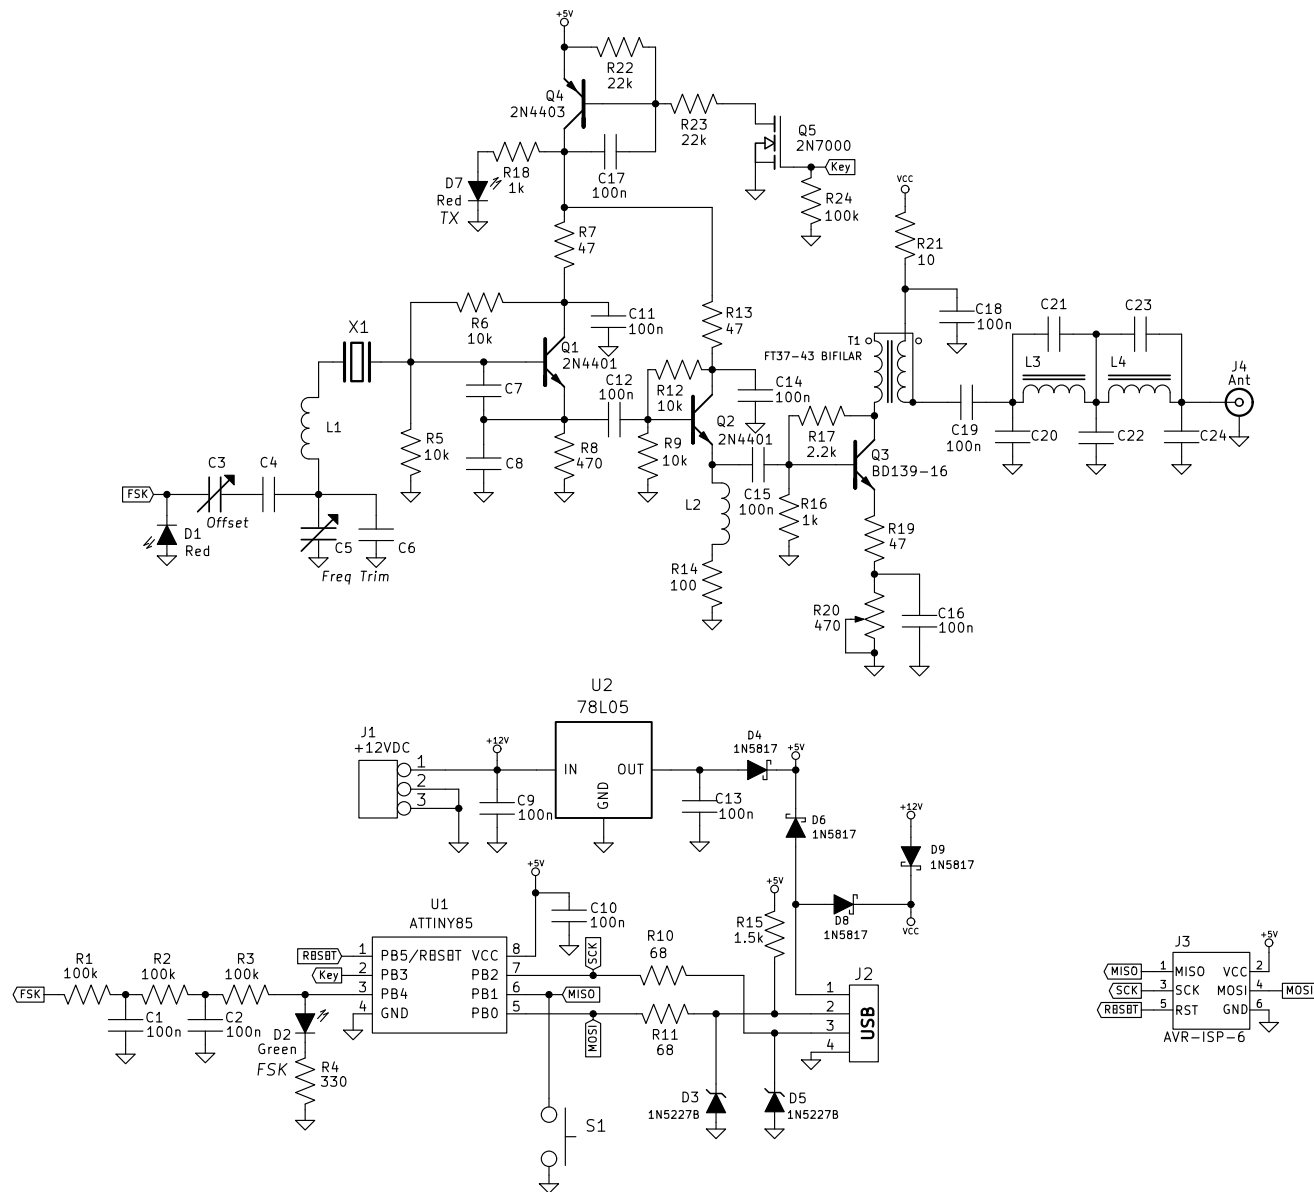 +5V
R22
22k
Q4
2N4403
R23
22k
Q5
2N7000
Key
R18
1k
C17
100n
D7
Red
TX
R24
100k
VCC
R7
47
R21
10
R6
10k
C11
100n
R13
47
C18
100n
C21
C23
X1
Q1
2N4401
T1
FT37-43 BIFILAR
L3
L4
J4
Ant
C7
C12
100n
R12
10k
C14
100n
L1
R5
10k
C8
R8
470
R9
10k
Q2
2N4401
R17
2.2k
Q3
BD139-16
C19
100n
C20
C22
C24
FSK
C3
Offset
C4
D1
Red
C5
C6
Freq Trim
L2
C15
100n
R16
1k
R19
47
R14
100
R20
470
C16
100n
U2
78L05
J1
+12VDC
1
2
3
+12V
IN
OUT
GND
D4
1N5817
+5V
C9
100n
C13
100n
D6
1N5817
+12V
D9
1N5817
+5V
U1
ATTINY85
C10
100n
+5V
R15
1.5k
D8
1N5817
VCC
RBSBT
1
PB5/RBSBT
VCC
8
Key
2
PB3
PB2
7
3
PB4
PB1
6
4
GND
PB0
5
SCK
MISO
MOSI
R10
68
R11
68
J2
1
2
3
4
USB
FSK
R1
100k
R2
100k
R3
100k
C1
100n
C2
100n
D2
Green
FSK
R4
330
D3
1N5227B
D5
1N5227B
S1
J3
+5V
MISO
1
MISO
VCC
2
SCK
3
SCK
MOSI
4
MOSI
RBSBT
5
RST
GND
6
AVR-ISP-6